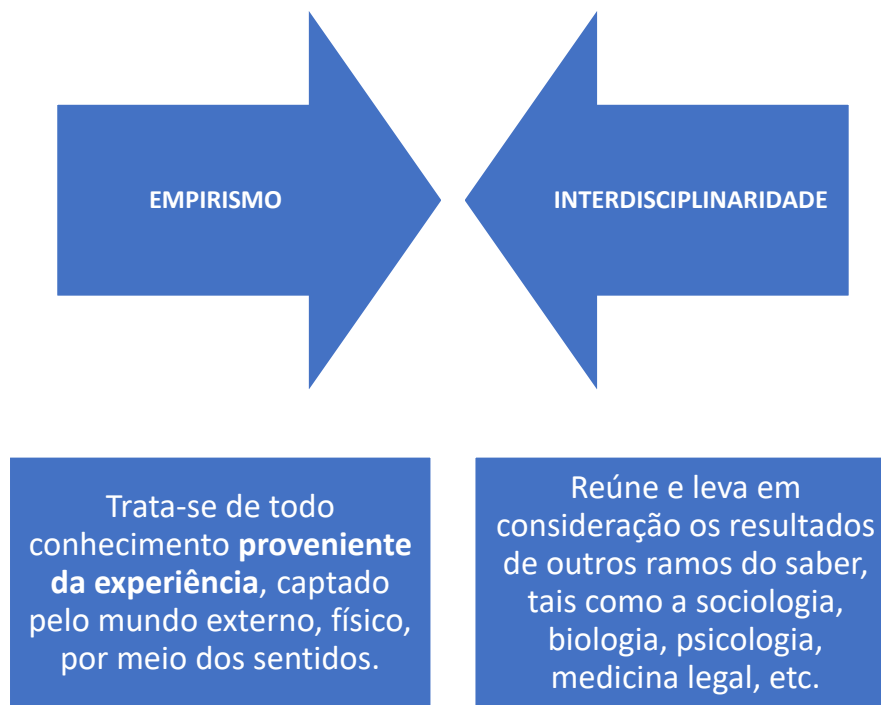 EMPIRISMO
INTERDISCIPLINARIDADE
Trata-se de todo
conhecimento proveniente
da experiência, captado
pelo mundo externo, físico,
por meio dos sentidos.
Reúne e leva em
consideração os resultados
de outros ramos do saber,
tais como a sociologia,
biologia, psicologia,
medicina legal, etc.